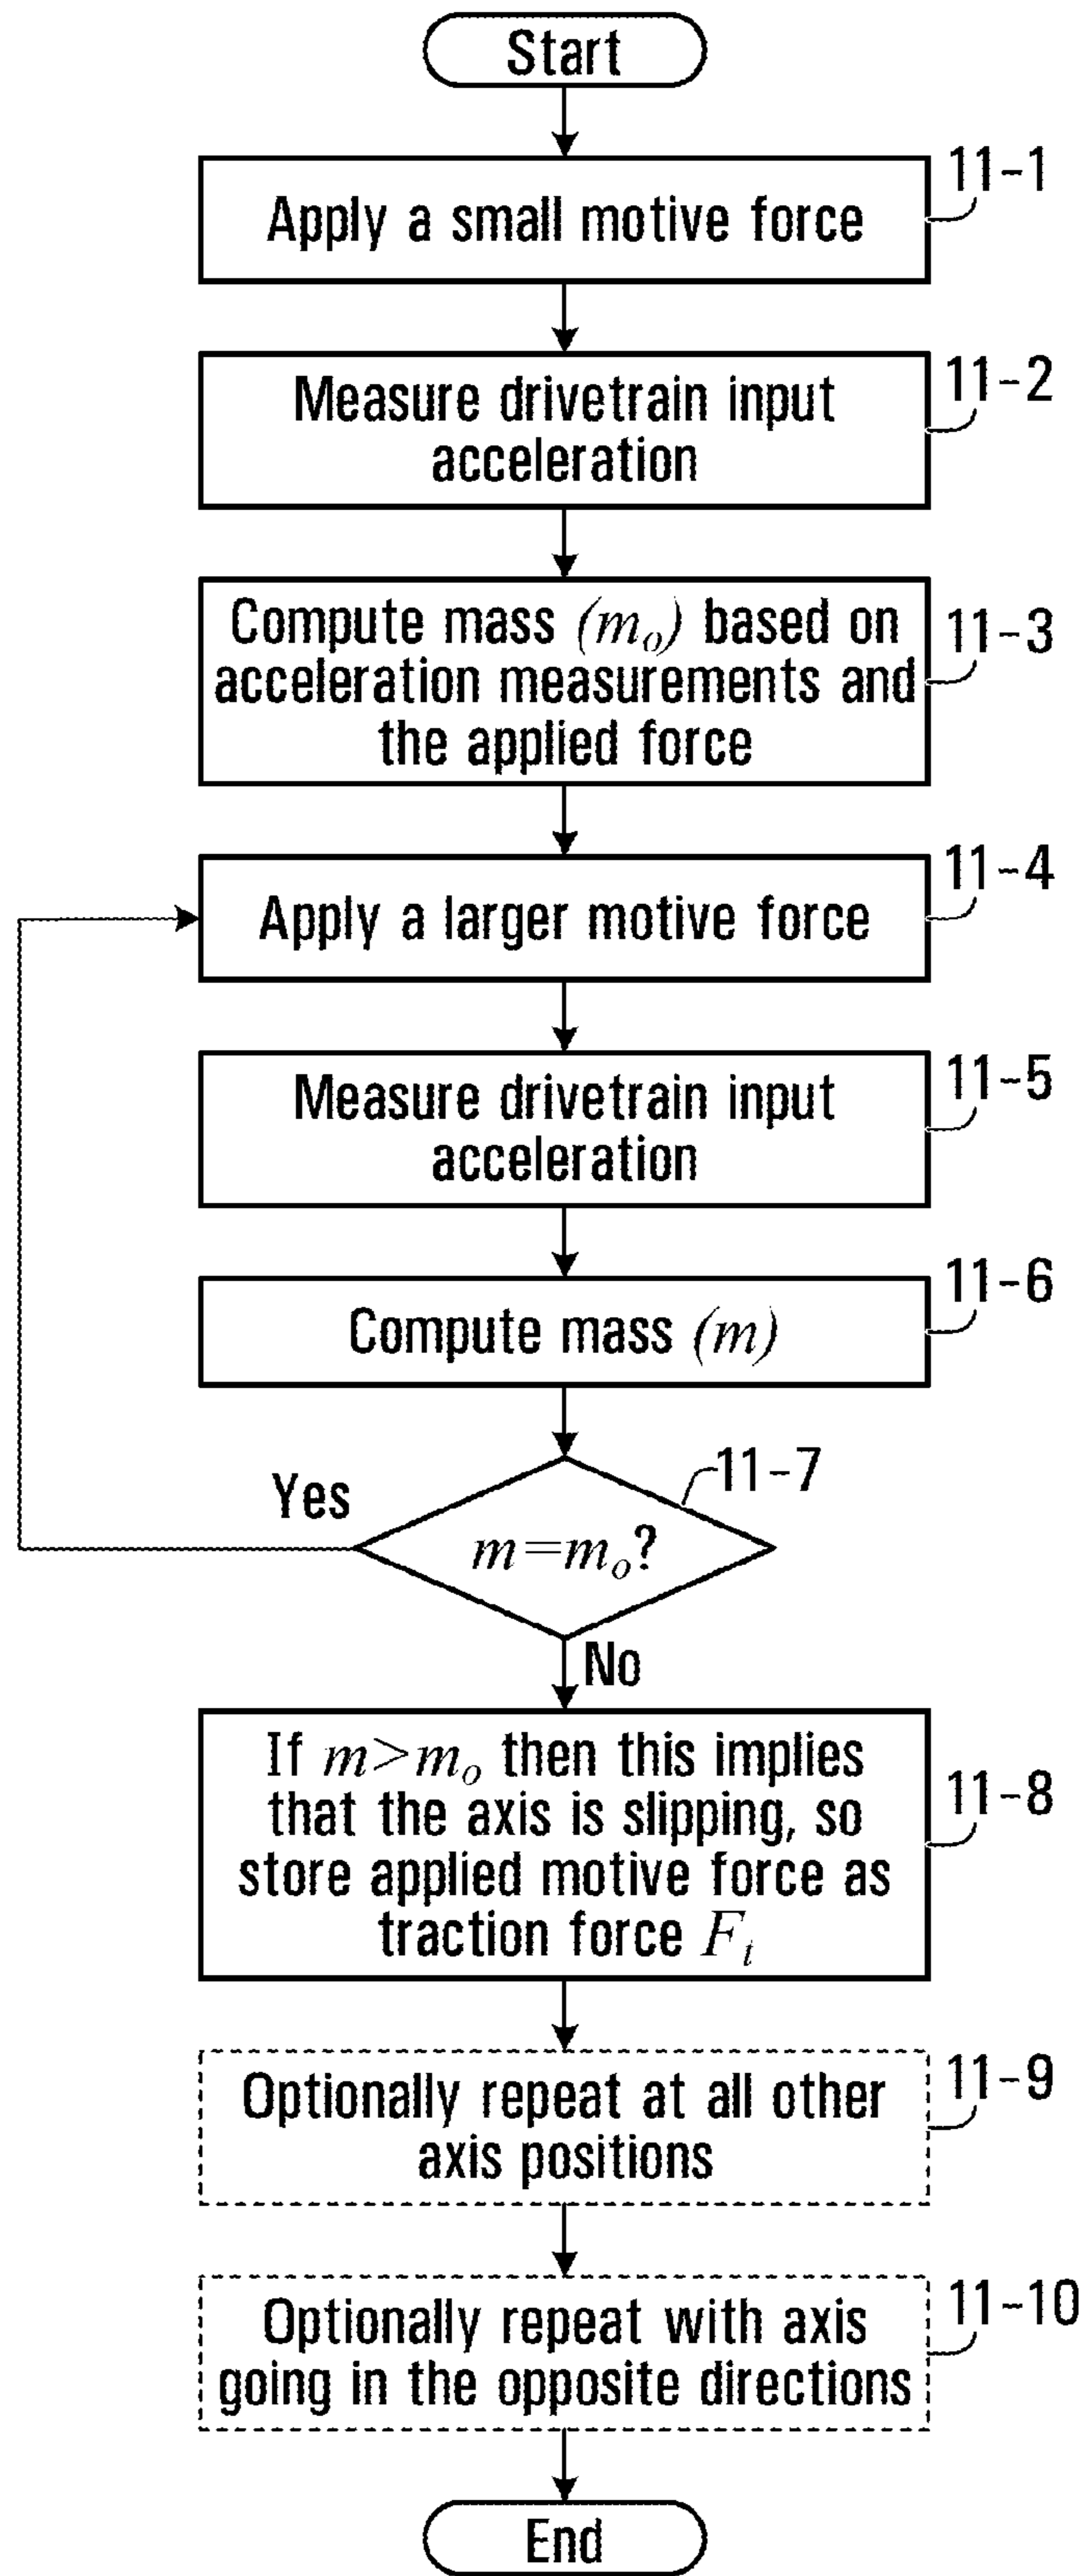 Start
11-1
Apply a small motive force
11-2
Measure drivetrain input
acceleration
11-3
Compute mass (mₒ) based on
acceleration measurements and
the applied force
11-4
Apply a larger motive force
11-5
Measure drivetrain input
acceleration
11-6
Compute mass (m)
11-7
Yes
m=mₒ?
No
11-8
If m>mₒ then this implies
that the axis is slipping, so
store applied motive force as
traction force Fₜ
11-9
Optionally repeat at all other
axis positions
11-10
Optionally repeat with axis
going in the opposite directions
End